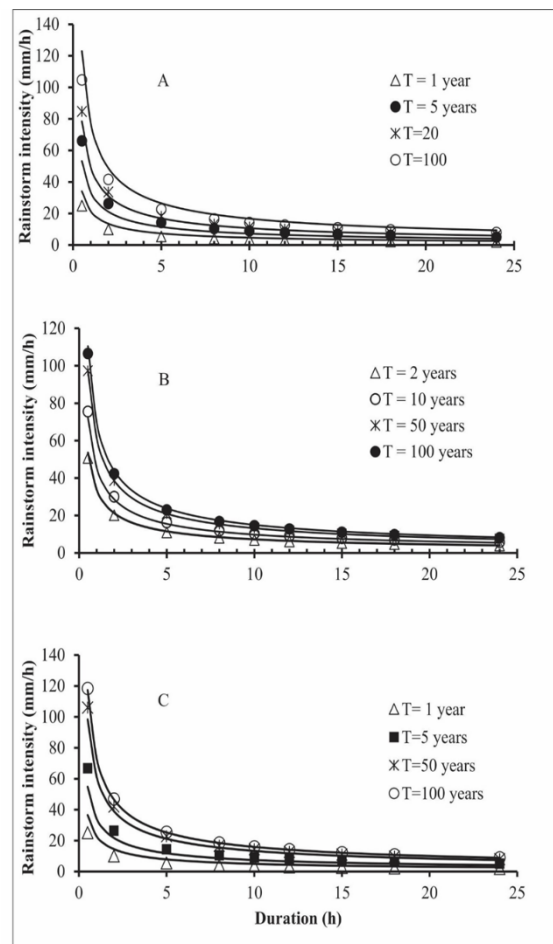 Rainstorm intensity (mm/h)
140
120
100
80
60
40
20
0
A
T = 1 year
T = 5 years
T=20
T=100
0 5 10 15 20 25
Rainstorm intensity (mm/h)
120
100
80
60
40
20
0
B
T = 2 years
T = 10 years
T = 50 years
T = 100 years
0 5 10 15 20 25
Rainstorm intensity (mm/h)
140
120
100
80
60
40
20
0
C
T= 1 year
T=5 years
T=50 years
T=100 years
0 5 10 15 20 25
Duration (h)